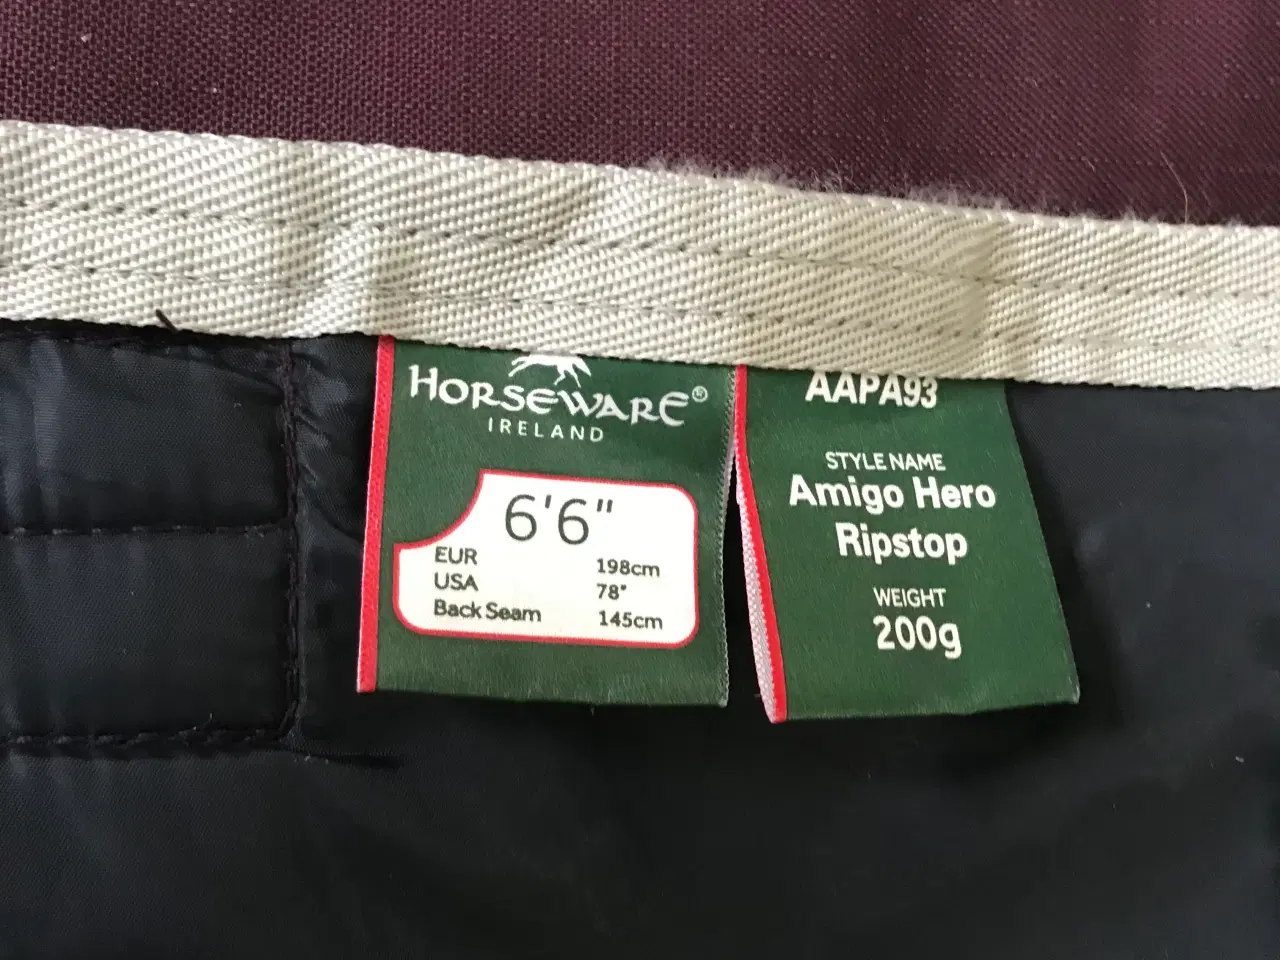 HORSEWARE®
IRELAND
6'6"
EUR 198cm
USA 78"
Back Seam 145cm
AAPA93
STYLE NAME
Amigo Hero
Ripstop
WEIGHT
200g